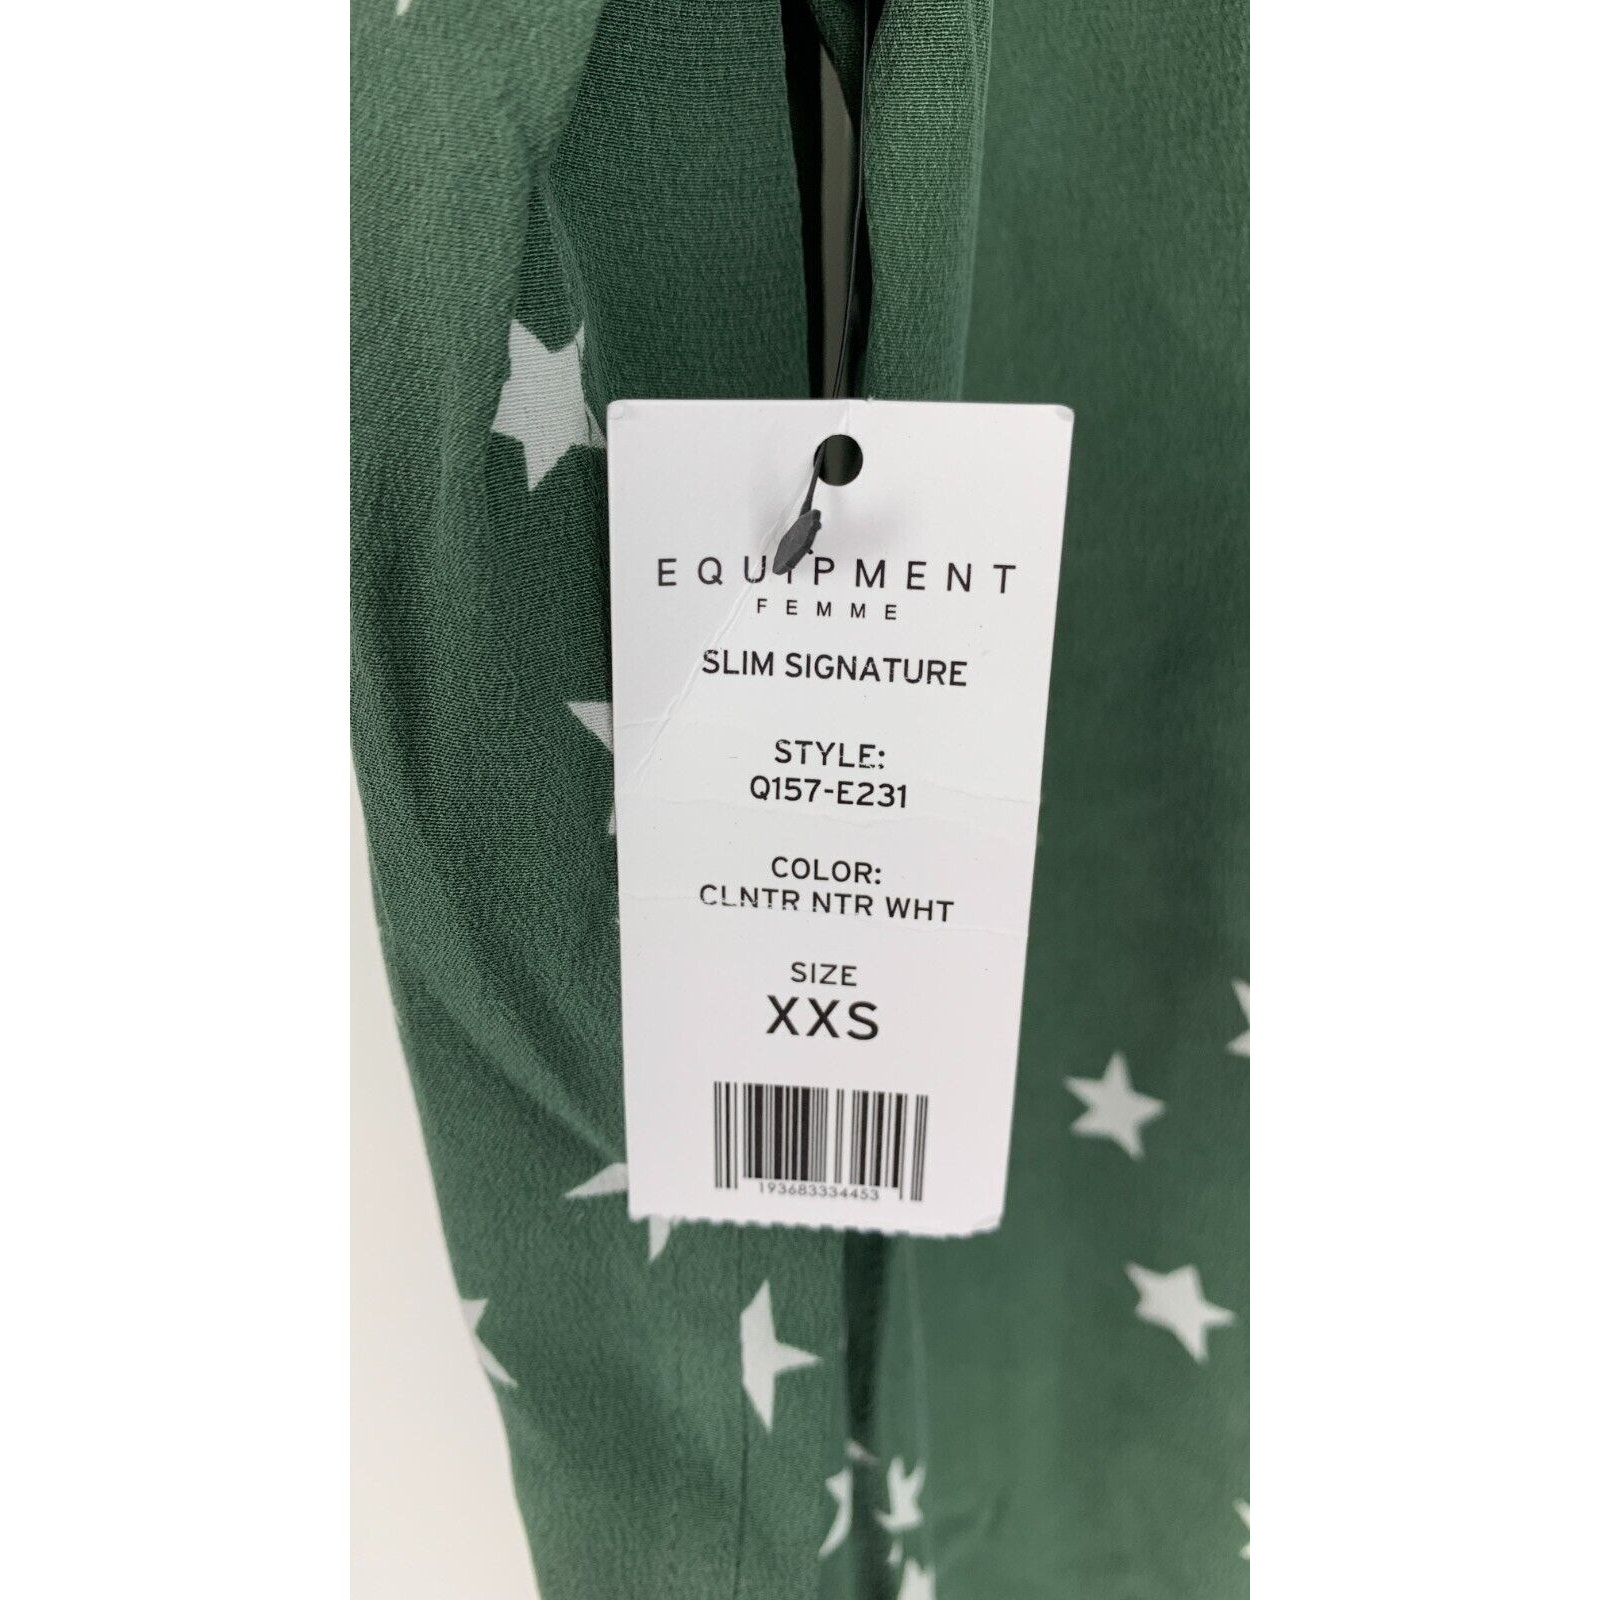 EQUIPMENT
FEMME
SLIM SIGNATURE
STYLE:
Q157-E231
COLOR:
CLNTR NTR WHT
SIZE
XXS
193683334453